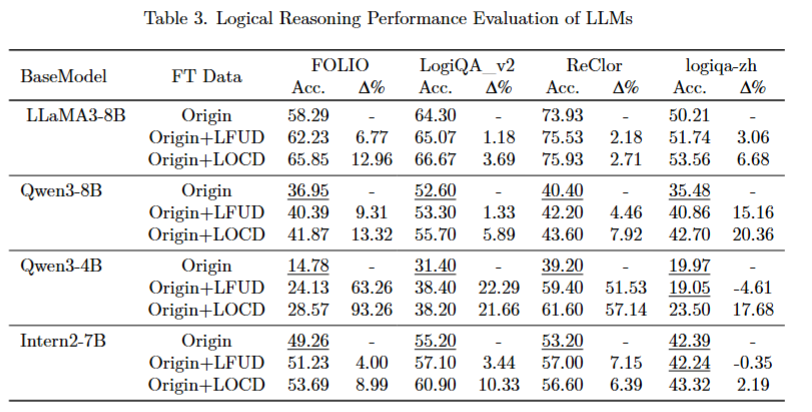 Table 3. Logical Reasoning Performance Evaluation of LLMs
BaseModel FT Data FOLIO LogiQA_v2 ReClor logiqa-zh
Acc. Δ% Acc. Δ% Acc. Δ% Acc. Δ%
LLaMA3-8B Origin 58.29 - 64.30 - 73.93 - 50.21 -
Origin+LFUD 62.23 6.77 65.07 1.18 75.53 2.18 51.74 3.06
Origin+LOCD 65.85 12.96 66.67 3.69 75.93 2.71 53.56 6.68
Qwen3-8B Origin 36.95 - 52.60 - 40.40 - 35.48 -
Origin+LFUD 40.39 9.31 53.30 1.33 42.20 4.46 40.86 15.16
Origin+LOCD 41.87 13.32 55.70 5.89 43.60 7.92 42.70 20.36
Qwen3-4B Origin 14.78 - 31.40 - 39.20 - 19.97 -
Origin+LFUD 24.13 63.26 38.40 22.29 59.40 51.53 19.05 -4.61
Origin+LOCD 28.57 93.26 38.20 21.66 61.60 57.14 23.50 17.68
Intern2-7B Origin 49.26 - 55.20 - 53.20 - 42.39 -
Origin+LFUD 51.23 4.00 57.10 3.44 57.00 7.15 42.24 -0.35
Origin+LOCD 53.69 8.99 60.90 10.33 56.60 6.39 43.32 2.19